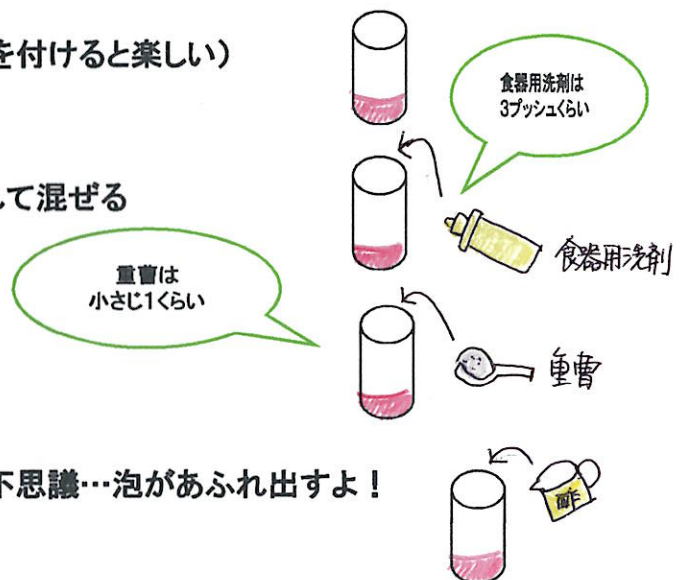 を付けると楽しい）
食器用洗剤は
3プッシュくらい
して混ぜる
食器用洗剤
重曹は
小さじ1くらい
重曹
不思議…泡があふれ出すよ！
酢